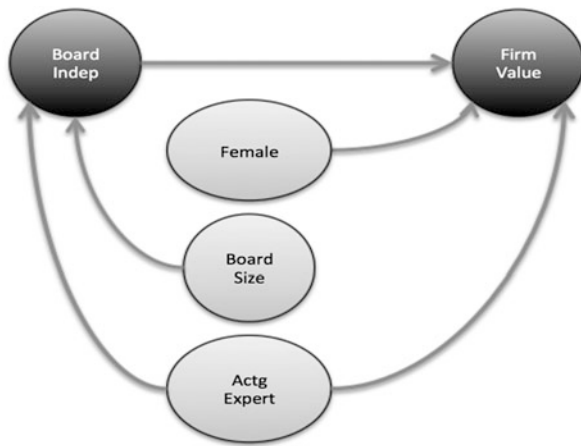 Board
Indep
Firm
Value
Female
Board
Size
Actg
Expert